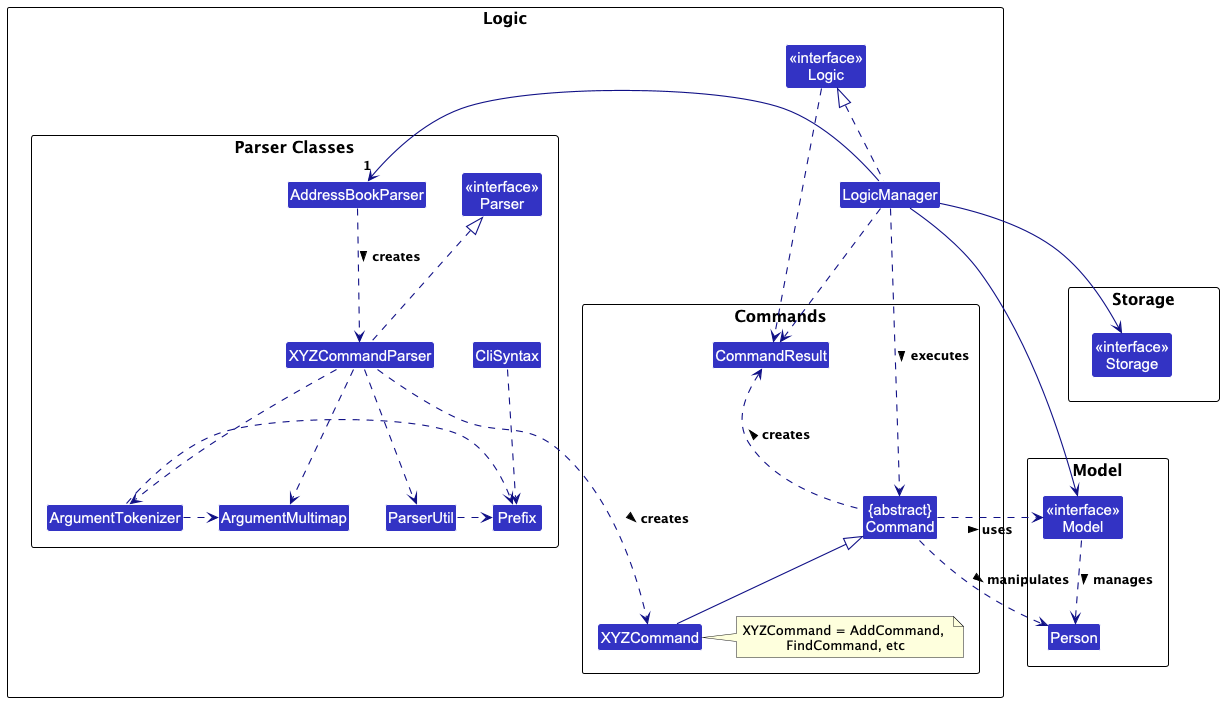 Logic
«interface»
Logic
Parser Classes
1
AddressBookParser
«interface»
Parser
LogicManager
creates
Storage
«interface»
Storage
Commands
XYZCommandParser
CliSyntax
CommandResult
executes
creates
Model
ArgumentTokenizer
ArgumentMultimap
ParserUtil
Prefix
creates
{abstract}
Command
uses
«interface»
Model
manipulates
manages
XYZCommand
XYZCommand = AddCommand,
FindCommand, etc
Person